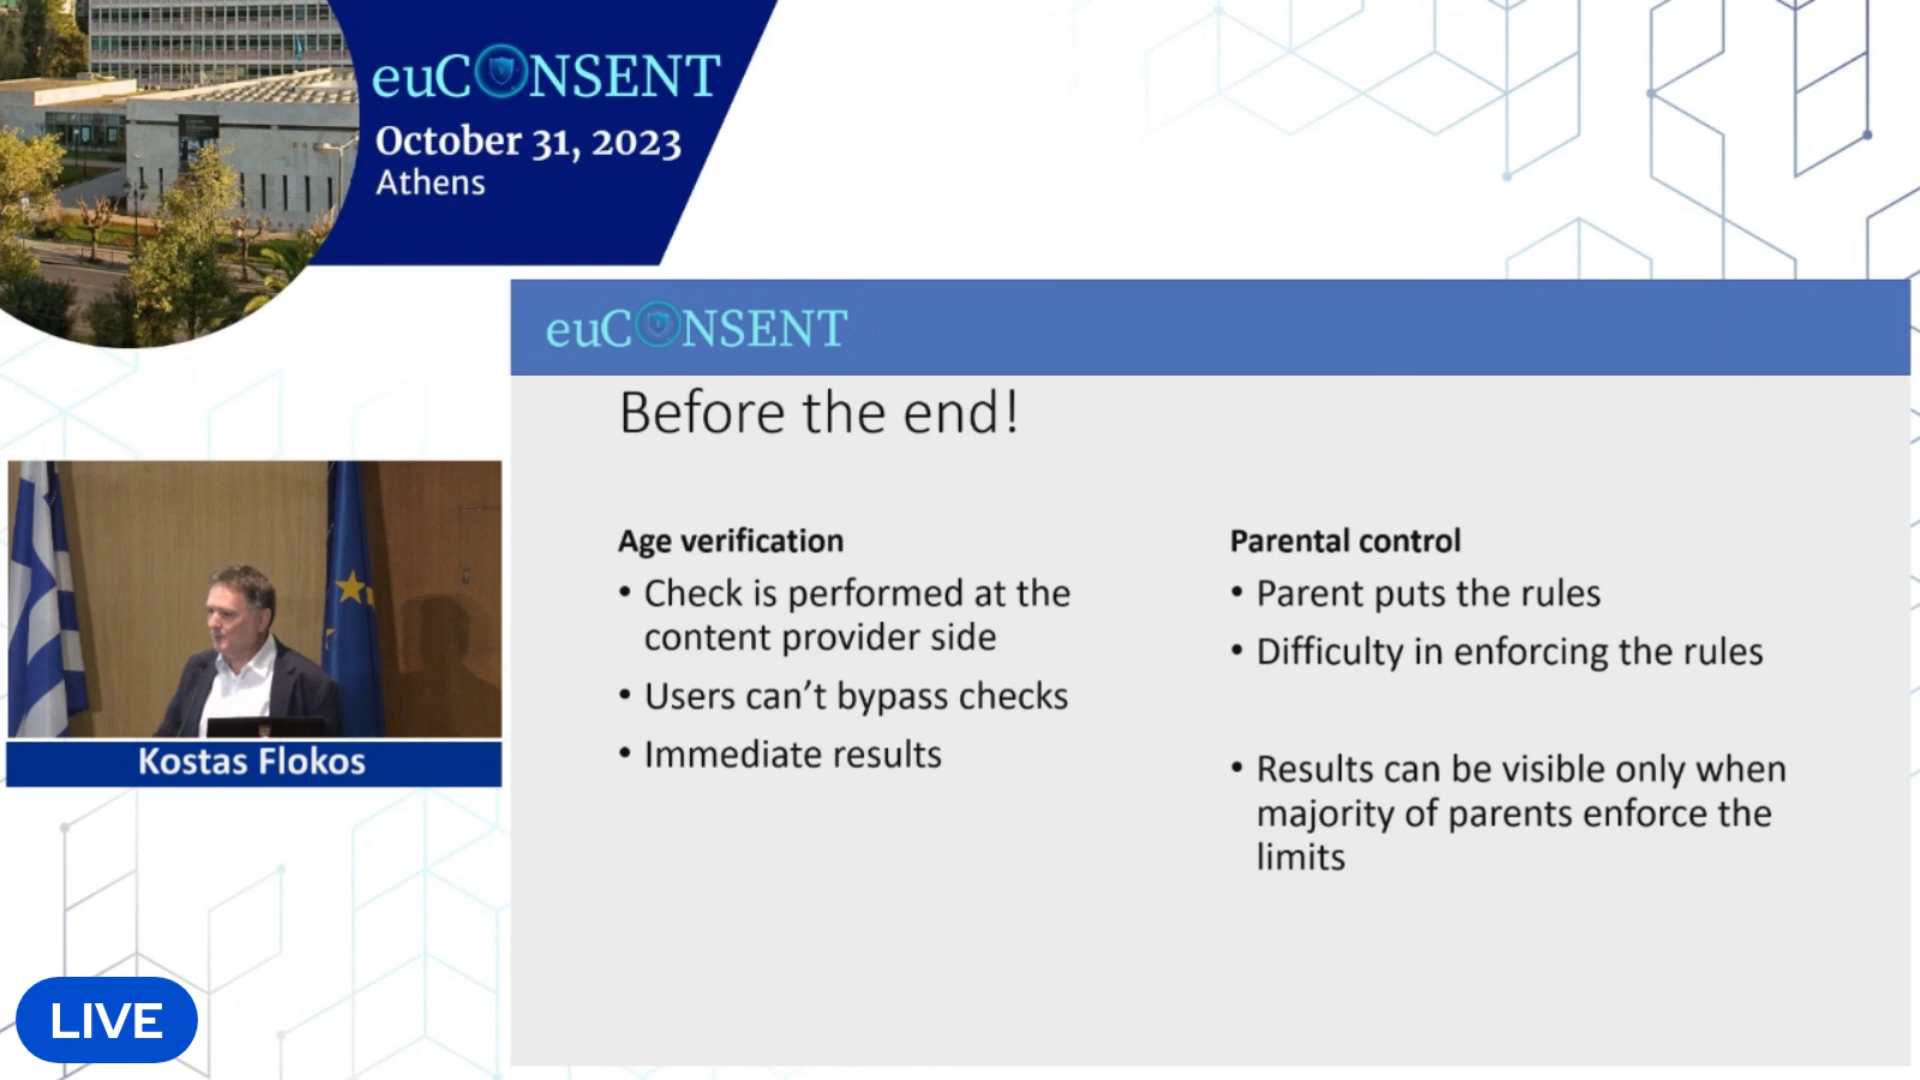 euCONSENT
October 31, 2023
Athens
euCONSENT
Before the end!
Age verification
• Check is performed at the
content provider side
• Users can’t bypass checks
• Immediate results
Parental control
• Parent puts the rules
• Difficulty in enforcing the rules
• Results can be visible only when
majority of parents enforce the
limits
Kostas Flokos
LIVE